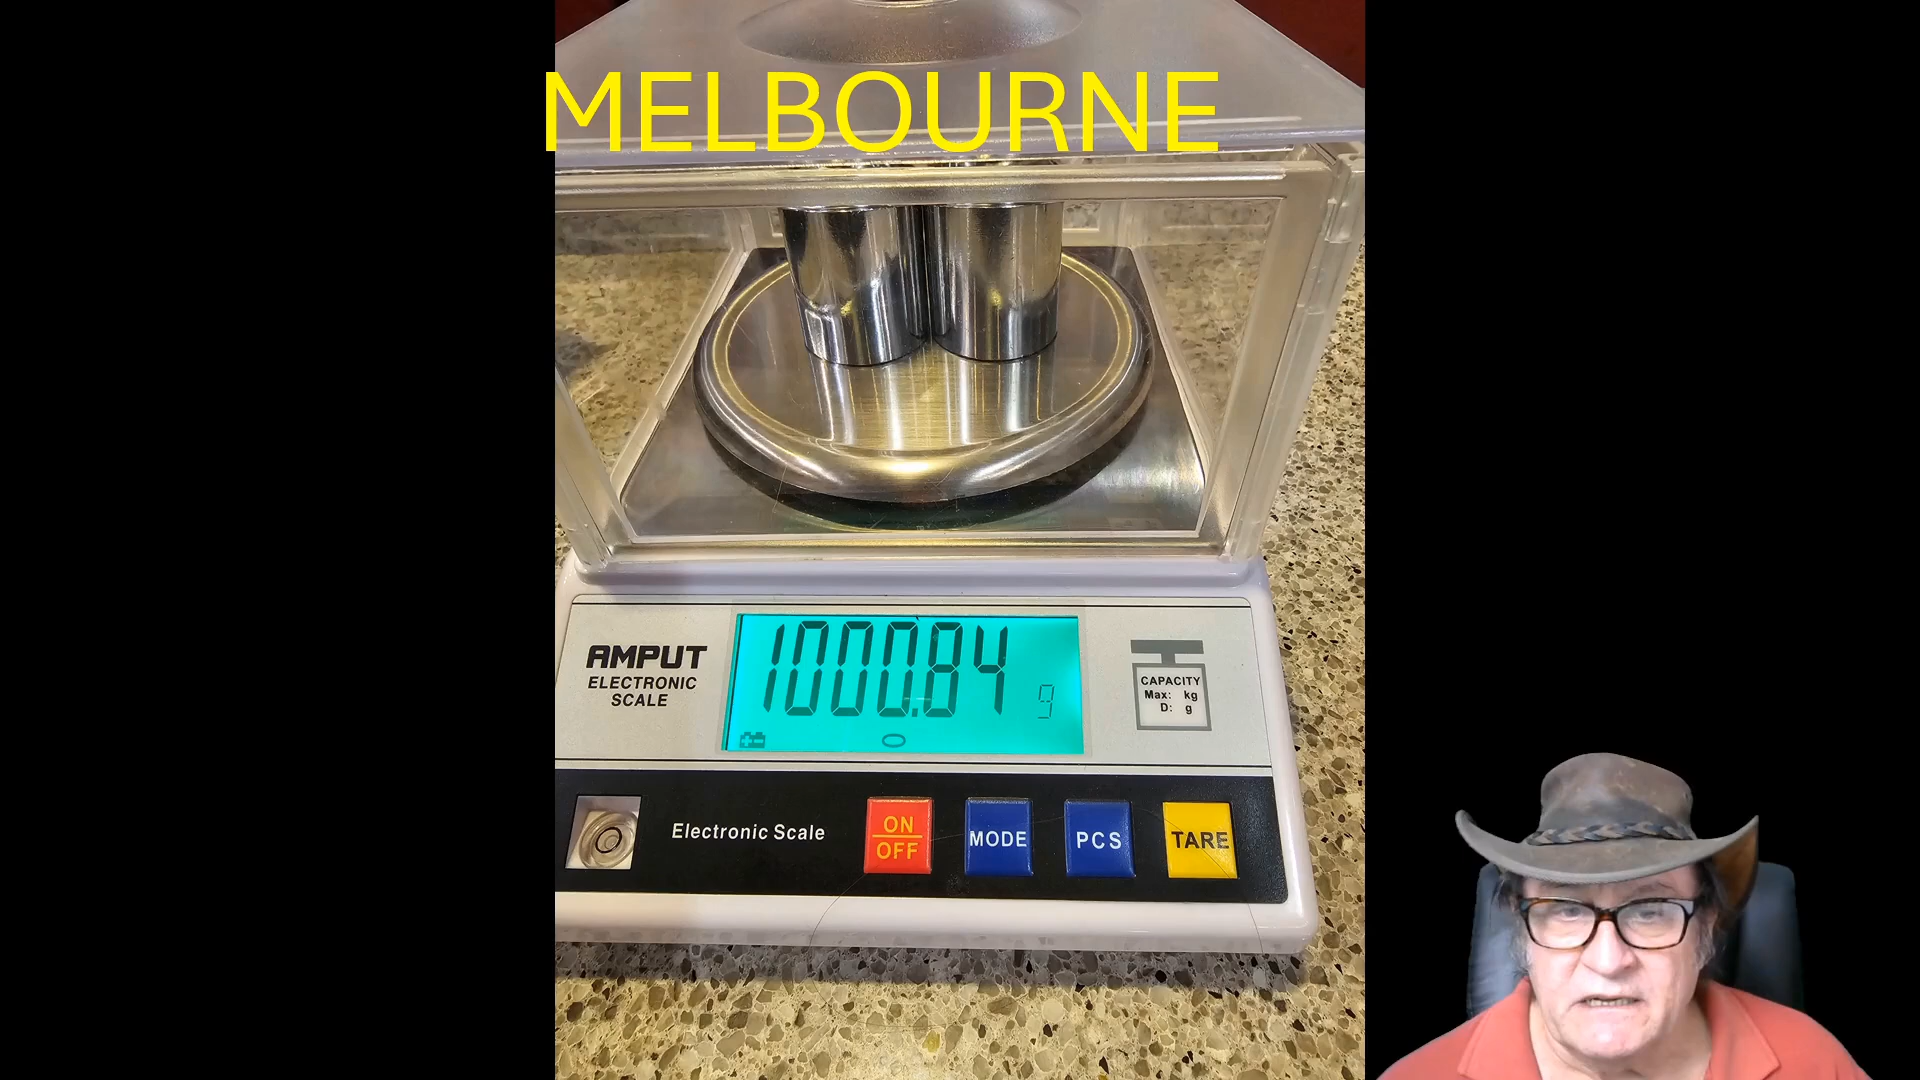 MELBOURNE
AMPUT
ELECTRONIC
SCALE
1000.84 g
CAPACITY
Max: kg
D: g
Electronic Scale
ON
OFF
MODE
PCS
TARE